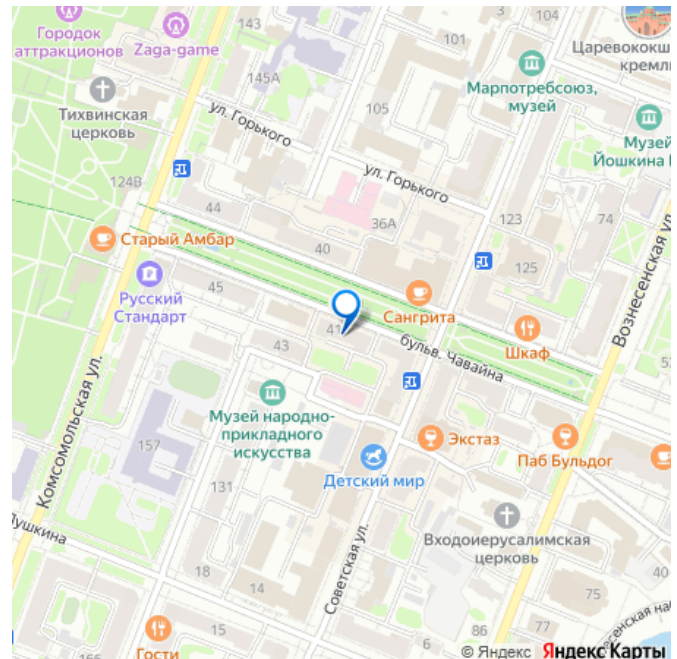 143
101
Городок
аттракционов
Zaga-game
Царевококш
кремл
145А
Марпотребсоюз,
музей
Тихвинская
церковь
105
ул. Горького
Музей
Йошкина
124В
ул. Горького
44
36А
123
74
Старый Амбар
40
125
Вознесенская ул.
Русский
Стандарт
45
Сангрита
41
Шкаф
бульв. Чавайна
43
Комсомольская ул.
Музей народно-
прикладного
искусства
Экстаз
157
Паб Бульдог
Детский мир
131
Входоиерусалимская
церковь
Пушкина
Советская ул.
18
14
40
75
15
86
77
6
Гости
166
© Яндекс Яндекс Карты